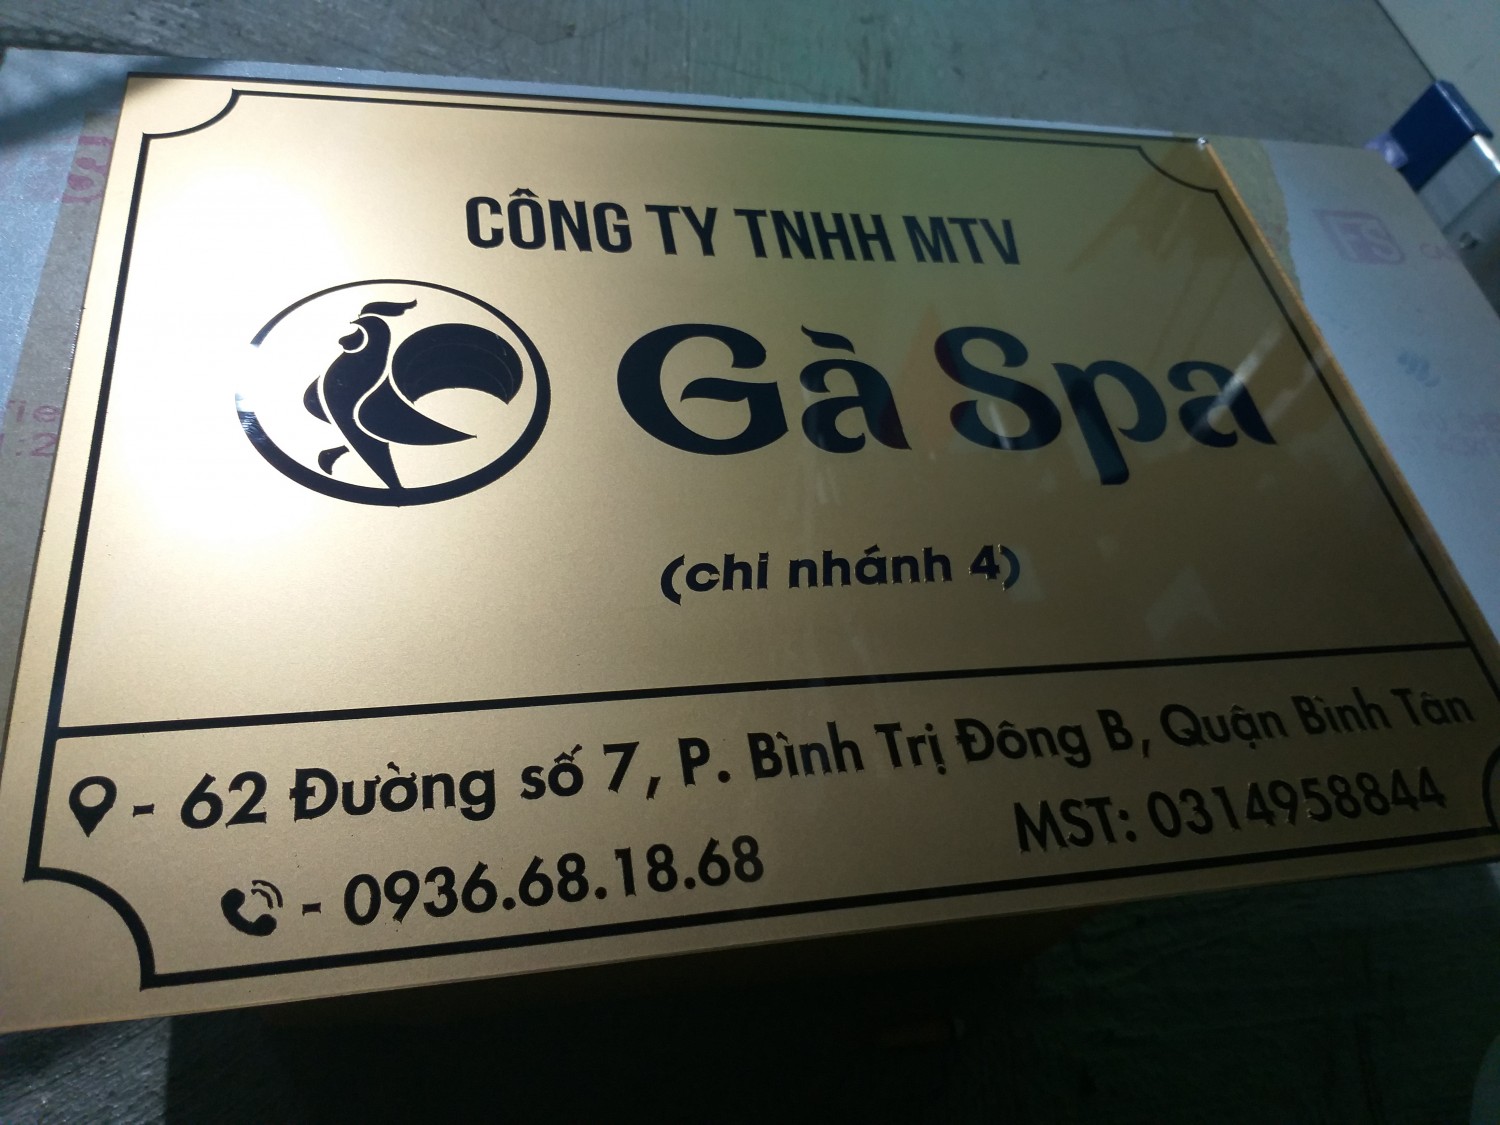 CÔNG TY TNHH MTV
Gà Spa
(chi nhánh 4)
- 62 Đường số 7, P. Bình Trị Đông B, Quận Bình Tân
- 0936.68.18.68
MST: 0314958844